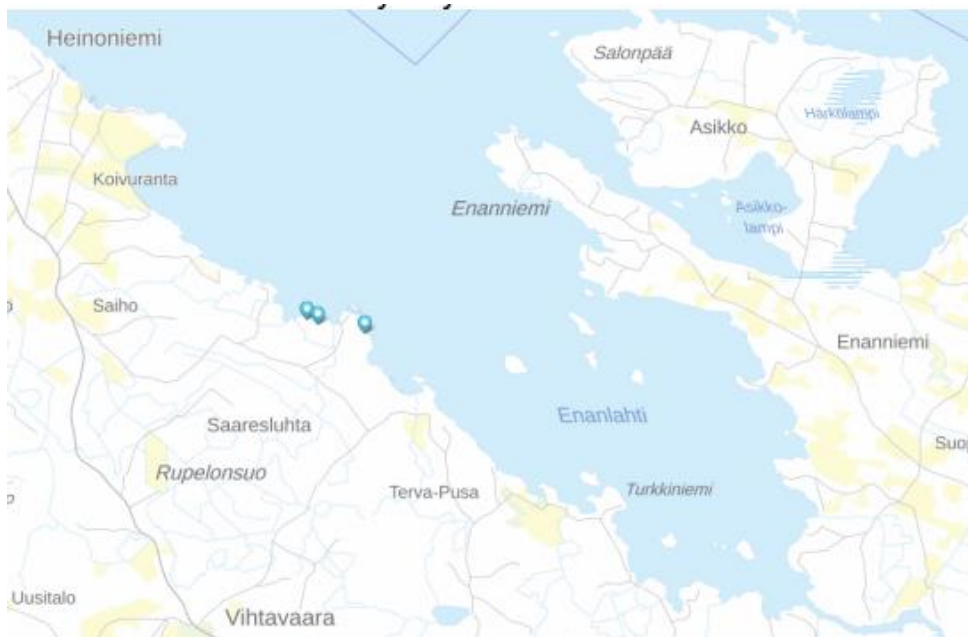 Heinoniemi
Salonpää
Härkölampi
Asikko
Koivuranta
Enanniemi
Asikko-
lampi
Saiho
Enanniemi
Enanlahti
Saaresluhta
Rupelonsuo
Terva-Pusa
Turkkiniemi
Uusitalo
Vihtavaara